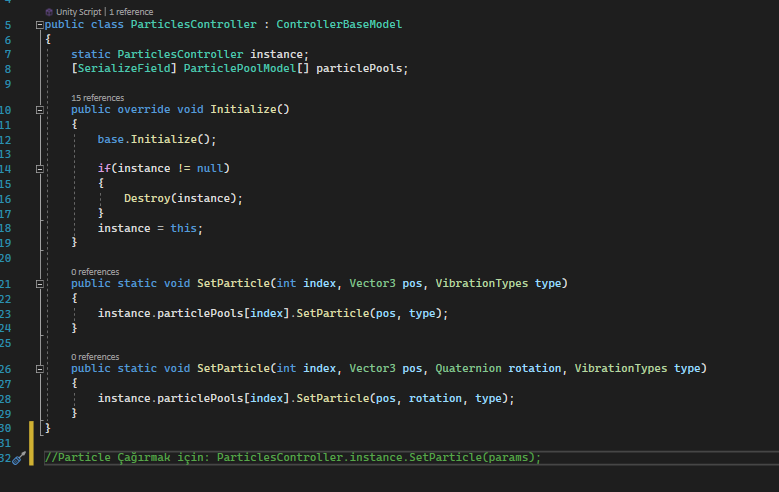 4
Unity Script | 1 reference
5 public class ParticlesController : ControllerBaseModel
6 {
7 static ParticlesController instance;
8 [SerializeField] ParticlePoolModel[] particlePools;
9
15 references
10 public override void Initialize()
11 {
12 base.Initialize();
13
14 if(instance != null)
15 {
16 Destroy(instance);
17 }
18 instance = this;
19 }
20
0 references
21 public static void SetParticle(int index, Vector3 pos, VibrationTypes type)
22 {
23 instance.particlePools[index].SetParticle(pos, type);
24 }
25
0 references
26 public static void SetParticle(int index, Vector3 pos, Quaternion rotation, VibrationTypes type)
27 {
28 instance.particlePools[index].SetParticle(pos, rotation, type);
29 }
30 }
31
32 //Particle Çağırmak için: ParticlesController.instance.SetParticle(params);